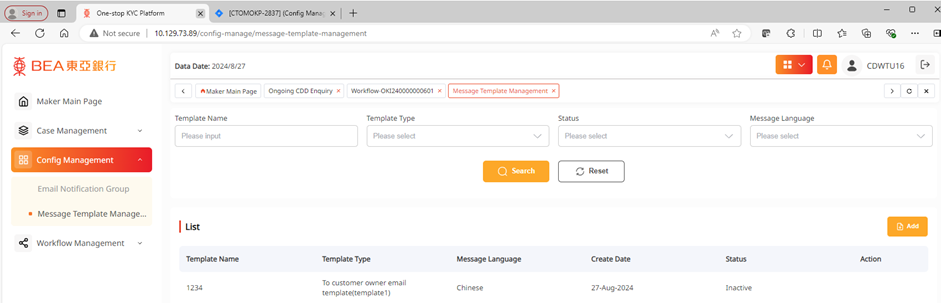 Sign in
One-stop KYC Platform
[CTOMOKP-2837] (Config Manag
Not secure
10.129.73.89/config-manage/message-template-management
BEA東亞銀行
Data Date: 2024/8/27
CDWTU16
Maker Main Page
Ongoing CDD Enquiry
Workflow-OKI240000000601
Message Template Management
Maker Main Page
Case Management
Config Management
Email Notification Group
Message Template Manage...
Workflow Management
Template Name
Template Type
Status
Message Language
Please input
Please select
Please select
Please select
Search
Reset
List
Add
Template Name
Template Type
Message Language
Create Date
Status
Action
1234
To customer owner email
template(template1)
Chinese
27-Aug-2024
Inactive